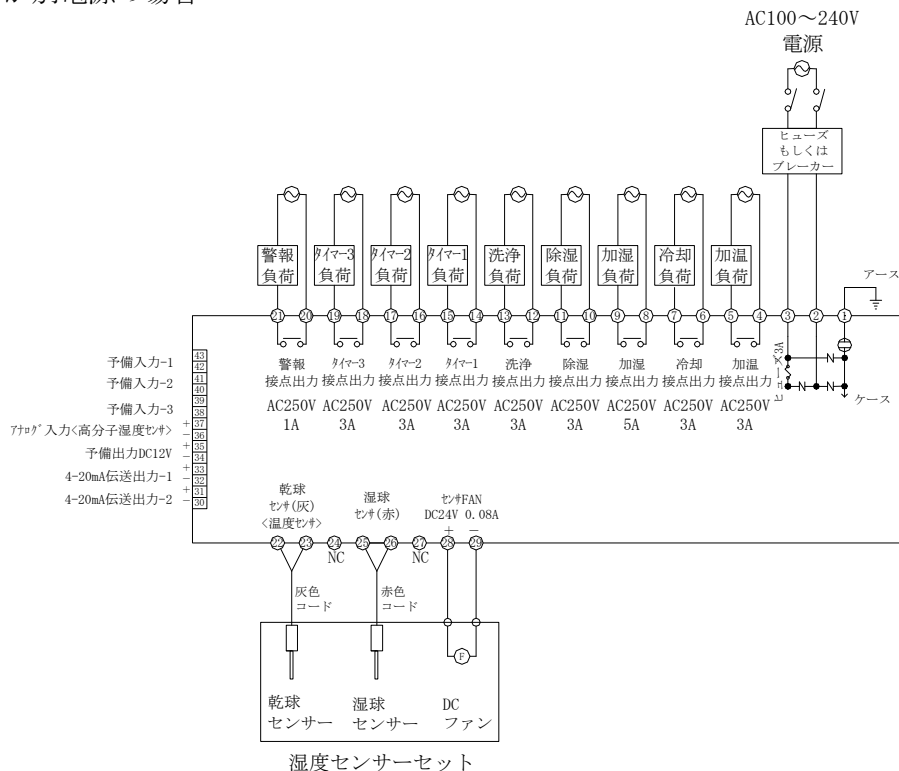 別電源の場合
AC100～240V
電源
ヒューズ
もしくは
ブレーカー
警報
負荷
ﾀｲﾏｰ3
負荷
ﾀｲﾏｰ2
負荷
ﾀｲﾏｰ1
負荷
洗浄
負荷
除湿
負荷
加湿
負荷
冷却
負荷
加温
負荷
アース
21 20 19 18 17 16 15 14 13 12 11 10 9 8 7 6 5 4 3 2 1
警報
接点出力
AC250V
1A
ﾀｲﾏｰ3
接点出力
AC250V
3A
ﾀｲﾏｰ2
接点出力
AC250V
3A
ﾀｲﾏｰ1
接点出力
AC250V
3A
洗浄
接点出力
AC250V
3A
除湿
接点出力
AC250V
3A
加湿
接点出力
AC250V
5A
冷却
接点出力
AC250V
3A
加温
接点出力
AC250V
3A
ヒューズ3A
N
N
N
ケース
予備入力-1
予備入力-2
予備入力-3
ｱﾅﾛｸﾞ入力<高分子湿度ｾﾝｻ>
予備出力DC12V
4-20mA伝送出力-1
4-20mA伝送出力-2
+
-
+
-
+
-
+
-
43
42
41
40
39
38
37
36
35
34
33
32
31
30
乾球
ｾﾝｻ(灰)
<温度ｾﾝｻ>
湿球
ｾﾝｻ(赤)
ｾﾝｻFAN
DC24V 0.08A
+ -
22 23 24 25 26 27 28 29
NC
NC
灰色
コード
赤色
コード
F
乾球
センサー
湿球
センサー
DC
ファン
湿度センサーセット